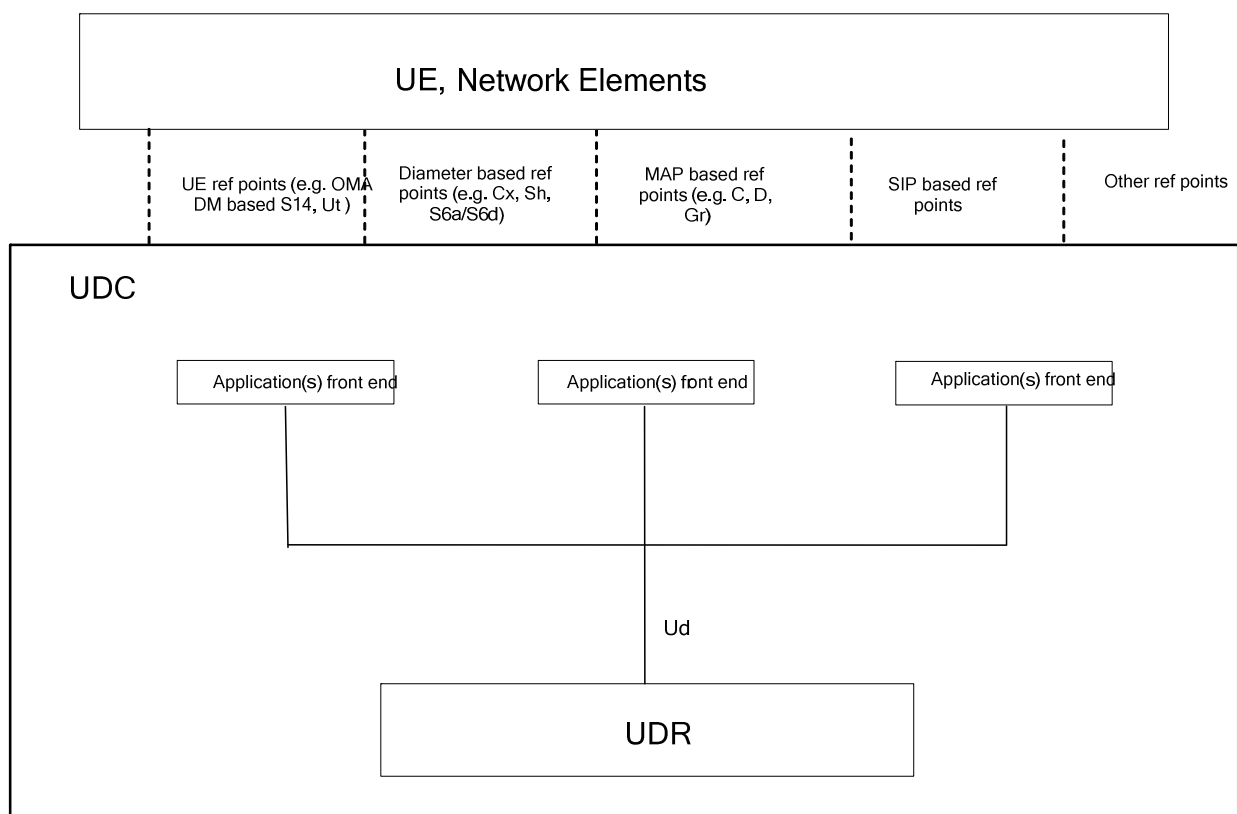 UE, Network Elements
UE ref points (e.g. OMA
DM based S14, Ut )
Diameter based ref
points (e.g. Cx, Sh,
S6a/S6d)
MAP based ref
points (e.g. C, D,
Gr)
SIP based ref
points
Other ref points
UDC
Application(s) front end
Application(s) front end
Application(s) front end
Ud
UDR